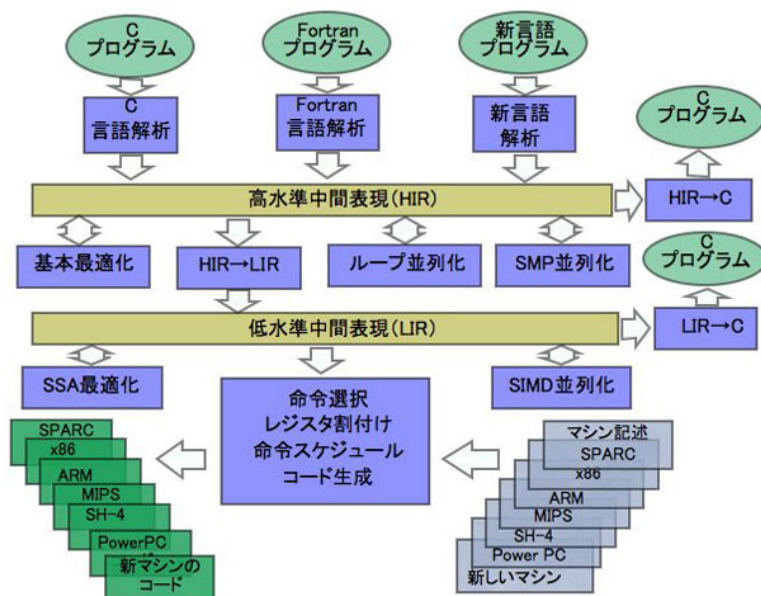 C
プログラム
Fortran
プログラム
新言語
プログラム
C
言語解析
Fortran
言語解析
新言語
解析
C
プログラム
高水準中間表現(HIR)
HIR→C
基本最適化
HIR→LIR
ループ並列化
SMP並列化
C
プログラム
低水準中間表現(LIR)
LIR→C
SSA最適化
命令選択
レジスタ割付け
命令スケジュール
コード生成
SIMD並列化
SPARC
x86
ARM
MIPS
SH-4
PowerPC
新マシンの
コード
マシン記述
SPARC
x86
ARM
MIPS
SH-4
Power PC
新しいマシン